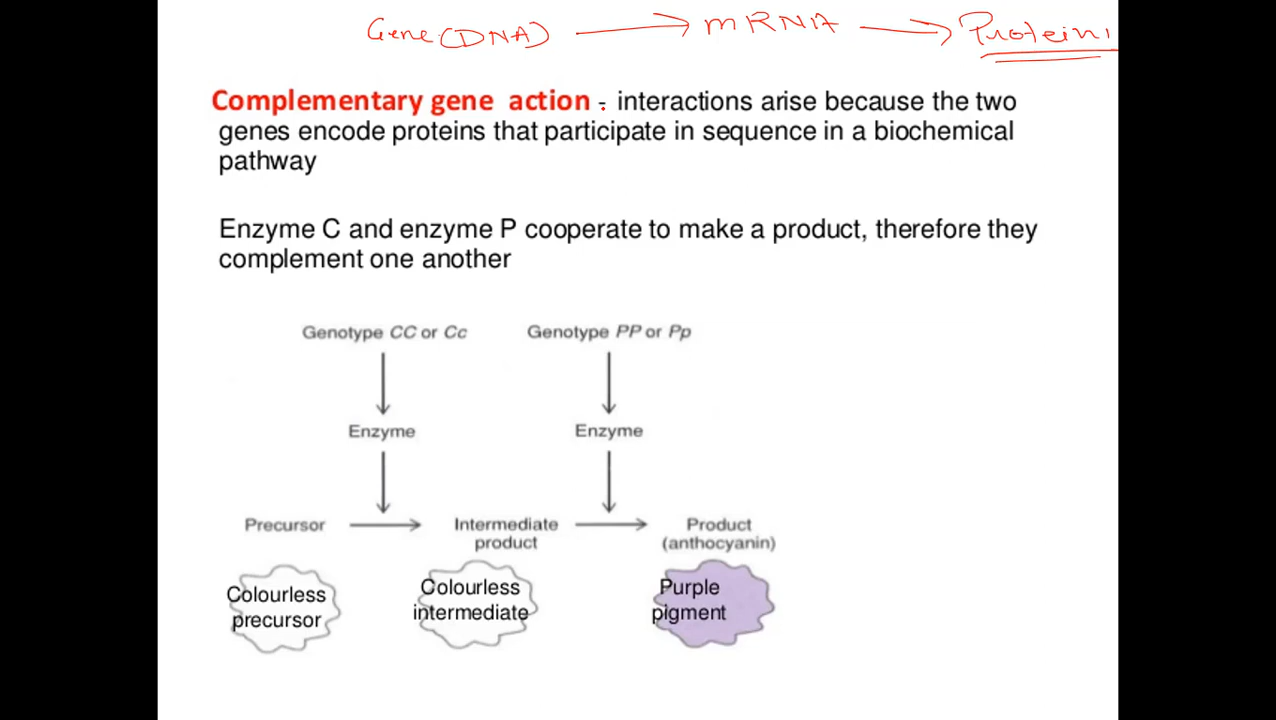 Gene (DNA) → mRNA → Protein
Complementary gene action - : interactions arise because the two
genes encode proteins that participate in sequence in a biochemical
pathway
Enzyme C and enzyme P cooperate to make a product, therefore they
complement one another
Genotype CC or Cc Genotype PP or Pp
Enzyme Enzyme
Precursor Intermediate product Product (anthocyanin)
Colourless precursor Colourless intermediate Purple pigment